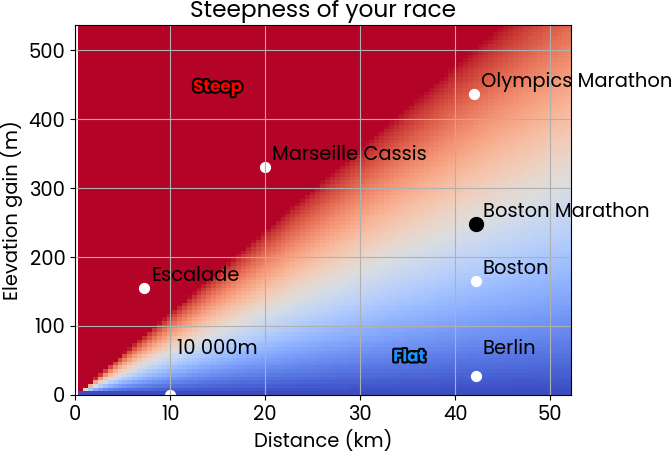 Steepness of your race
Elevation gain (m)
500
400
300
200
100
0
Steep
Olympics Marathon
Marseille Cassis
Boston Marathon
Escalade
Boston
10 000m
Flat
Berlin
0 10 20 30 40 50
Distance (km)